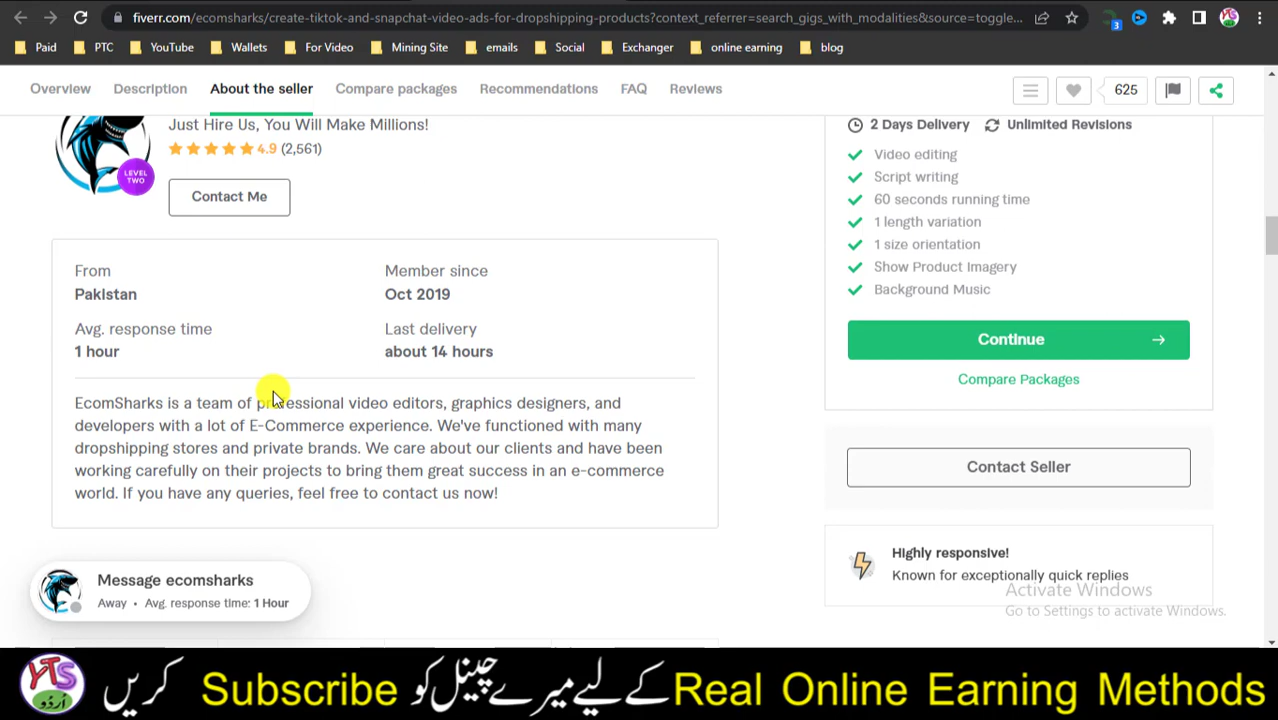 fiverr.com/ecomsharks/create-tiktok-and-snapchat-video-ads-for-dropshipping-products?context_referrer=search_gigs_with_modalities&source=toggle...
3
Paid PTC YouTube Wallets For Video Mining Site emails Social Exchanger online earning blog
Overview Description About the seller Compare packages Recommendations FAQ Reviews 625
Just Hire Us, You Will Make Millions!
4.9 (2,561)
LEVEL TWO
Contact Me
From
Pakistan
Member since
Oct 2019
Avg. response time
1 hour
Last delivery
about 14 hours
EcomSharks is a team of professional video editors, graphics designers, and
developers with a lot of E-Commerce experience. We've functioned with many
dropshipping stores and private brands. We care about our clients and have been
working carefully on their projects to bring them great success in an e-commerce
world. If you have any queries, feel free to contact us now!
Message ecomsharks
Away • Avg. response time: 1 Hour
2 Days Delivery Unlimited Revisions
Video editing
Script writing
60 seconds running time
1 length variation
1 size orientation
Show Product Imagery
Background Music
Continue
Compare Packages
Contact Seller
Highly responsive!
Known for exceptionally quick replies
Activate Windows
Go to Settings to activate Windows.
YTS
اردو
Real Online Earning Methods کے لیے میرے چینل کو Subscribe کریں